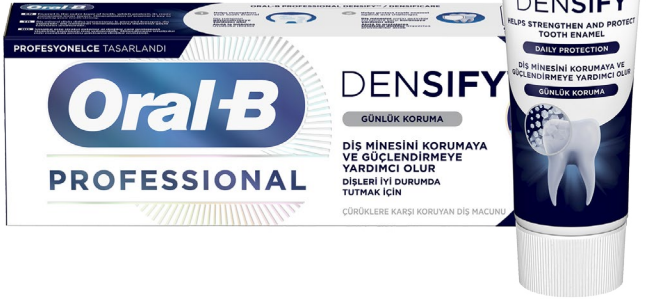 ORAL-B PROFESSIONAL DENSIFY™ / DENSIFICARE
PROFESYONELCE TASARLANDI
Oral-B
PROFESSIONAL
DENSIFY
GÜNLÜK KORUMA
DİŞ MİNESİNİ KORUMAYA
VE GÜÇLENDİRMEYE
YARDIMCI OLUR
DİŞLERİ İYİ DURUMDA
TUTMAK İÇİN
ÇÜRÜKLERE KARŞI KORUYAN DİŞ MACUNU
DENSIFY
HELPS STRENGTHEN AND PROTECT
TOOTH ENAMEL
DAILY PROTECTION
DİŞ MİNESİNİ KORUMAYA VE
GÜÇLENDİRMEYE YARDIMCI OLUR
GÜNLÜK KORUMA